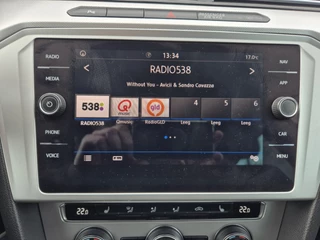 RADIO
MEDIA
PHONE
VOICE
13:34
17.0°c
RADIO538
Without You - Avicii & Sandro Cavazza
538
4 5 6
RADIO538 Qmusic RadioGLD Leeg Leeg Leeg
NAV
APP
CAR
MENU
22.0 22.0